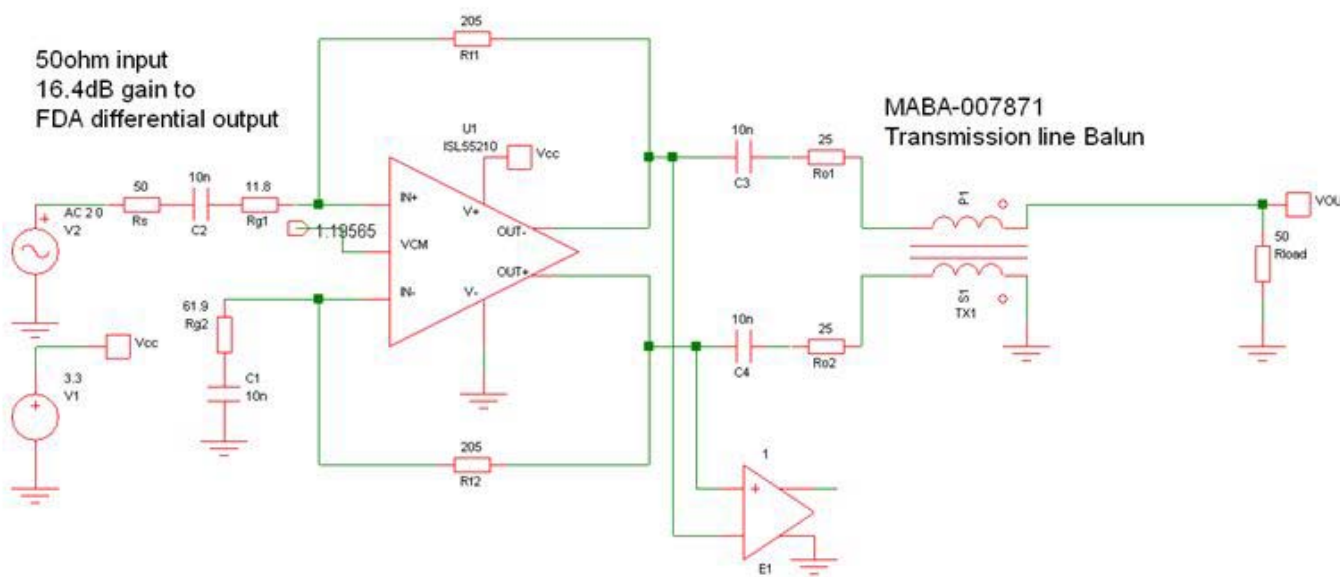 205
Rf1
50ohm input
16.4dB gain to
FDA differential output
MABA-007871
Transmission line Balun
U1
ISL55210
Vcc
10n
25
C3
Ro1
50
10n
11.8
Rs
C2
Rg1
AC 2 0
V2
1.19565
IN+
VCM
IN-
V+
V-
OUT-
OUT+
P1
S1
TX1
VOU
50
Rload
61.9
Rg2
C1
10n
Vcc
3.3
V1
10n
25
C4
Ro2
205
Rf2
1
+
E1